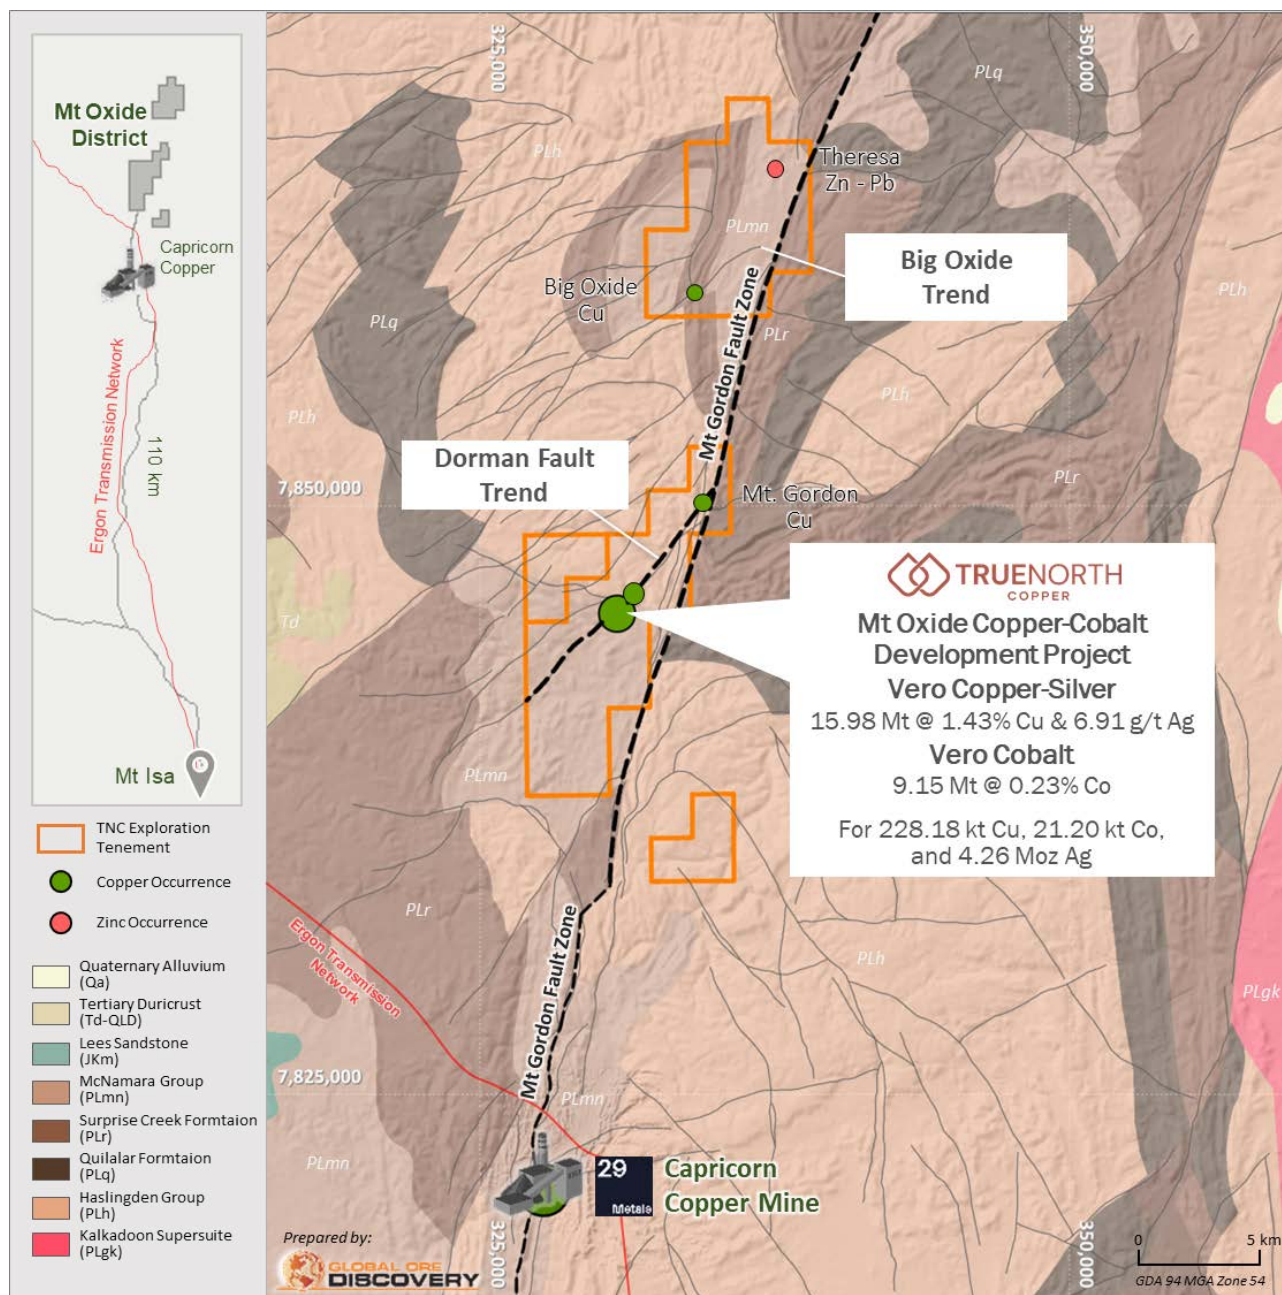 Mt Oxide
District
Capricorn
Copper
Ergon Transmission Network
110 km
Mt Isa
TNC Exploration
Tenement
Copper Occurrence
Zinc Occurrence
Quaternary Alluvium
(Qa)
Tertiary Duricrust
(Td-QLD)
Lees Sandstone
(JKm)
McNamara Group
(PLmn)
Surprise Creek Formtaion
(PLr)
Quilalar Formtaion
(PLq)
Haslingden Group
(PLh)
Kalkadoon Supersuite
(PLgk)
325,000
350,000
PLq
PLh
Theresa
Zn - Pb
PLmn
Big Oxide
Trend
Big Oxide
Cu
PLh
PLq
PLr
Mt Gordon Fault Zone
PLh
PLh
Dorman Fault
Trend
PLr
7,850,000
Mt. Gordon
Cu
TRUENORTH
COPPER
Mt Oxide Copper-Cobalt
Development Project
Vero Copper-Silver
15.98 Mt @ 1.43% Cu & 6.91 g/t Ag
Vero Cobalt
9.15 Mt @ 0.23% Co
For 228.18 kt Cu, 21.20 kt Co,
and 4.26 Moz Ag
Td
PLmn
PLr
Ergon Transmission
Network
Mt Gordon Fault Zone
PLh
PLgk
7,825,000
PLmn
PLmn
29
Metals
Capricorn
Copper Mine
Prepared by:
GLOBAL ORE
DISCOVERY
325,000
350,000
0 5 km
GDA 94 MGA Zone 54